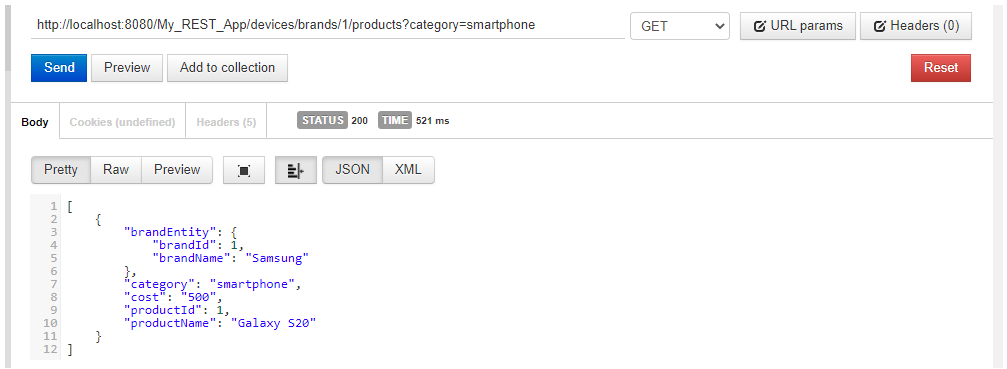 http://localhost:8080/My_REST_App/devices/brands/1/products?category=smartphone GET URL params Headers (0)
Send Preview Add to collection Reset
Body Cookies (undefined) Headers (5) STATUS 200 TIME 521 ms
Pretty Raw Preview JSON XML
1 [
2 {
3 "brandEntity": {
4 "brandId": 1,
5 "brandName": "Samsung"
6 },
7 "category": "smartphone",
8 "cost": "500",
9 "productId": 1,
10 "productName": "Galaxy S20"
11 }
12 ]